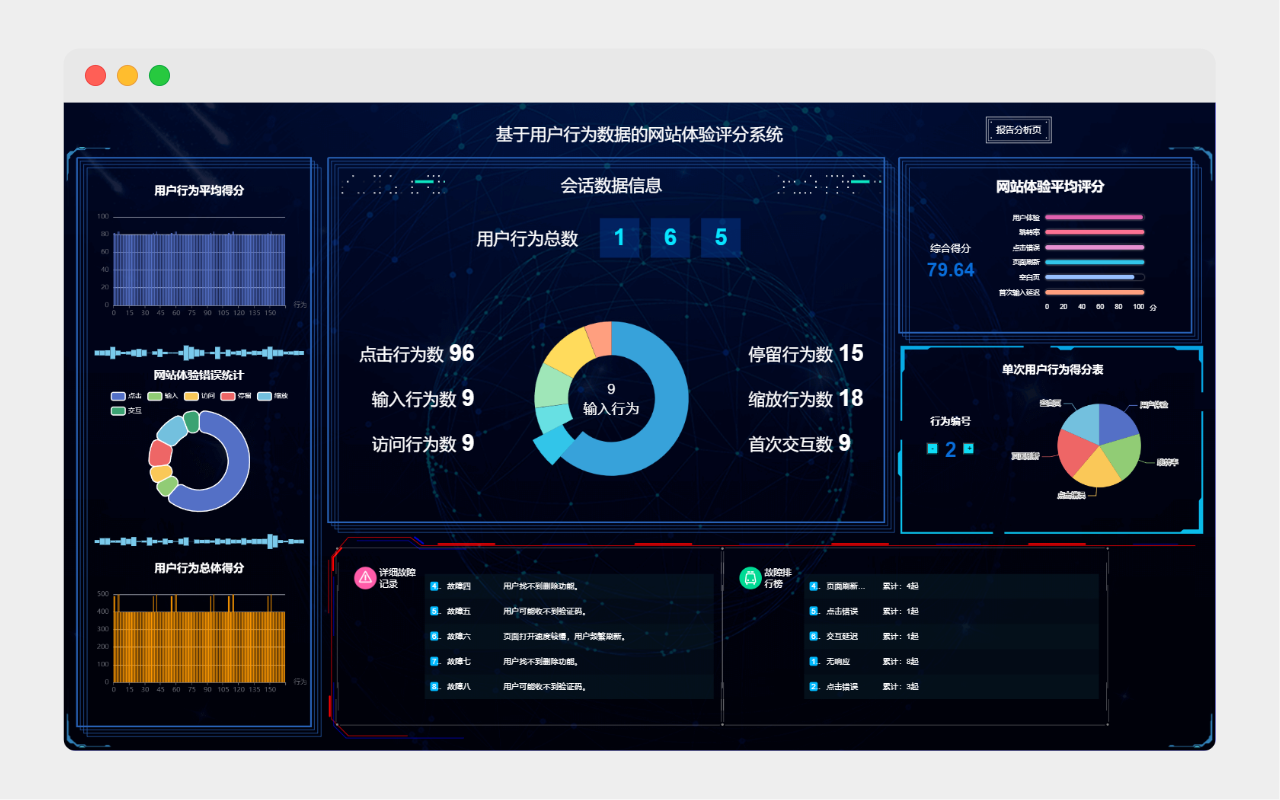 基于用户行为数据的网站体验评分系统
报告分析页
用户行为平均得分
100
80
60
40
20
0
0 15 30 45 60 75 90 105 120 135 150
行为
网站体验错误统计
点击 输入 访问 停留 缩放
交互
用户行为总体得分
500
400
300
200
100
0
0 15 30 45 60 75 90 105 120 135 150
行为
会话数据信息
用户行为总数 1 6 5
点击行为数 96
输入行为数 9
访问行为数 9
9
输入行为
停留行为数 15
缩放行为数 18
首次交互数 9
网站体验平均评分
综合得分
79.64
用户体验
跳转率
点击错误
页面刷新
空白页
首次输入延迟
0 20 40 60 80 100 分
单次用户行为得分表
行为编号
- 2 +
用户体验
跳转率
点击错误
空白页
详细故障
记录
4. 故障四 用户找不到删除功能。
5. 故障五 用户可能收不到验证码。
6. 故障六 页面打开速度较慢，用户频繁刷新。
7. 故障七 用户找不到删除功能。
8. 故障八 用户可能收不到验证码。
故障排
行榜
4. 页面刷新... 累计：4起
5. 点击错误 累计：1起
6. 交互延迟 累计：1起
1. 无响应 累计：8起
2. 点击错误 累计：3起